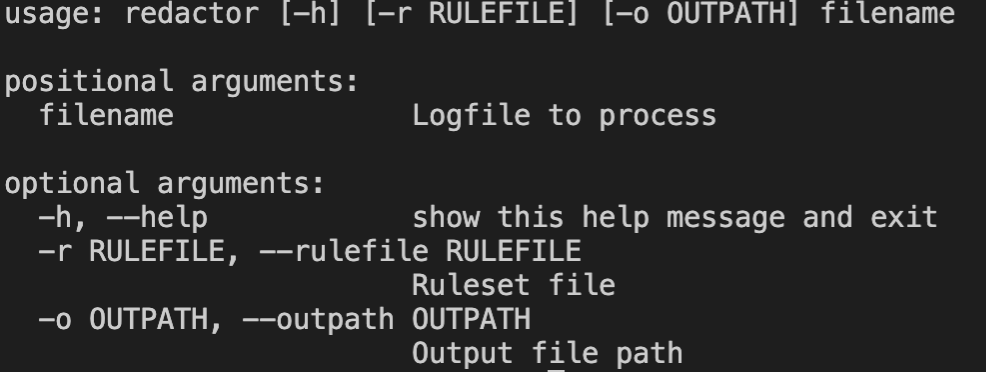 usage: redactor [-h] [-r RULEFILE] [-o OUTPATH] filename
positional arguments:
  filename              Logfile to process
optional arguments:
  -h, --help            show this help message and exit
  -r RULEFILE, --rulefile RULEFILE
                        Ruleset file
  -o OUTPATH, --outpath OUTPATH
                        Output file path